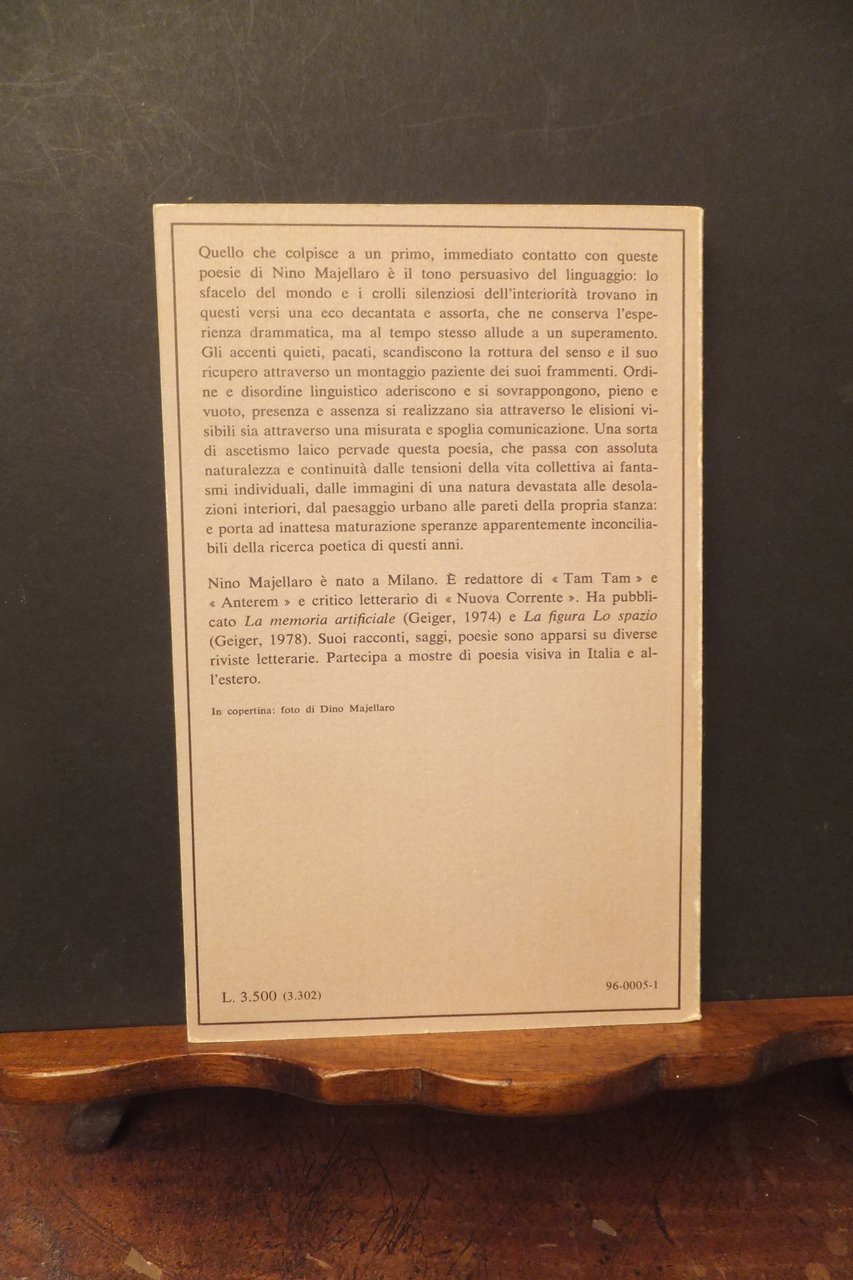 Quello che colpisce a un primo, immediato contatto con queste
poesie di Nino Majellaro è il tono persuasivo del linguaggio: lo
sfacelo del mondo e i crolli silenziosi dell'interiorità trovano in
questi versi una eco decantata e assorta, che ne conserva l'espe-
rienza drammatica, ma al tempo stesso allude a un superamento.
Gli accenti quieti, pacati, scandiscono la rottura del senso e il suo
ricupero attraverso un montaggio paziente dei suoi frammenti. Ordi-
ne e disordine linguistico aderiscono e si sovrappongono, pieno e
vuoto, presenza e assenza si realizzano sia attraverso le elisioni vi-
sibili sia attraverso una misurata e spoglia comunicazione. Una sorta
di ascetismo laico pervade questa poesia, che passa con assoluta
naturalezza e continuità dalle tensioni della vita collettiva ai fanta-
smi individuali, dalle immagini di una natura devastata alle desola-
zioni interiori, dal paesaggio urbano alle pareti della propria stanza:
e porta ad inattesa maturazione speranze apparentemente inconcilia-
bili della ricerca poetica di questi anni.
Nino Majellaro è nato a Milano. È redattore di « Tam Tam » e
« Anterem » e critico letterario di « Nuova Corrente ». Ha pubbli-
cato La memoria artificiale (Geiger, 1974) e La figura Lo spazio
(Geiger, 1978). Suoi racconti, saggi, poesie sono apparsi su diverse
riviste letterarie. Partecipa a mostre di poesia visiva in Italia e al-
l'estero.
In copertina: foto di Dino Majellaro
L. 3.500 (3.302)
96-0005-1